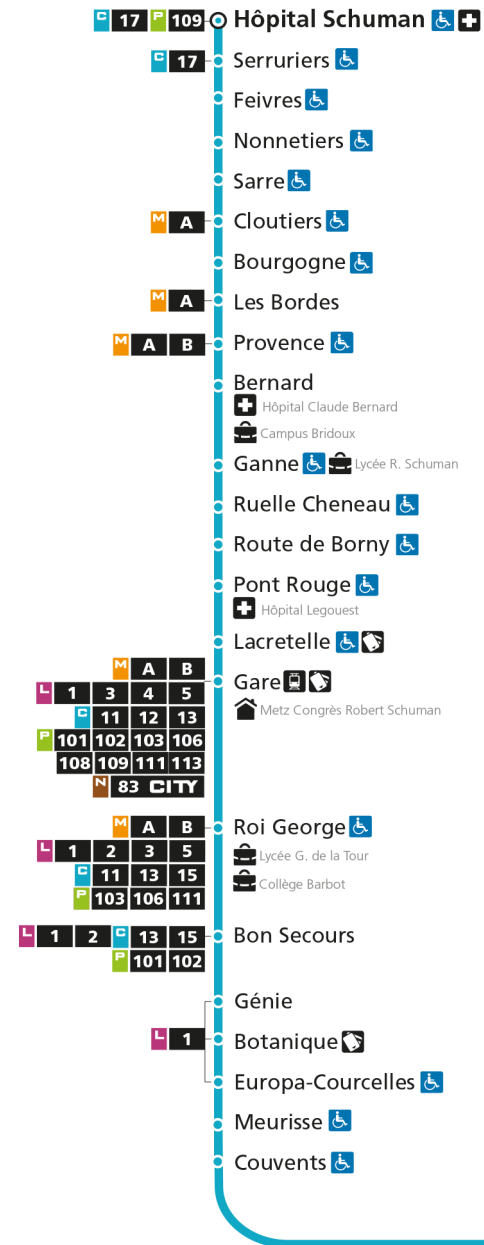 C 17 P 109 Hôpital Schuman
C 17 Serruriers
Feivres
Nonnetiers
Sarre
M A Cloutiers
Bourgogne
M A Les Bordes
M A B Provence
Bernard
Hôpital Claude Bernard
Campus Bridoux
Ganne Lycée R. Schuman
Ruelle Cheneau
Route de Borny
Pont Rouge
Hôpital Legouest
Lacretelle
M A B
L 1 3 4 5
C 11 12 13
P 101 102 103 106
108 109 111 113
N 83 CITY
Gare
Metz Congrès Robert Schuman
M A B
L 1 2 3 5
C 11 13 15
P 103 106 111
Roi George
Lycée G. de la Tour
Collège Barbot
L 1 2 C 13 15
P 101 102
Bon Secours
Génie
L 1 Botanique
Europa-Courcelles
Meurisse
Couvents